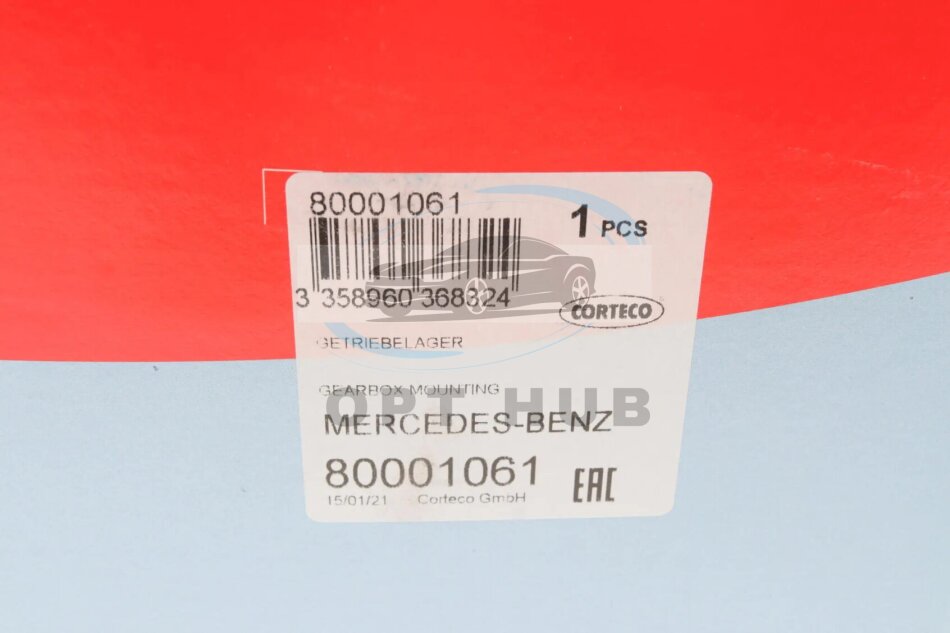 80001061
1 PCS
3 358960 368324
CORTECO
GETRIEBELAGER
GEARBOX MOUNTING
OPT HUB
MERCEDES-BENZ
80001061
EAC
15/01/21 Corteco GmbH